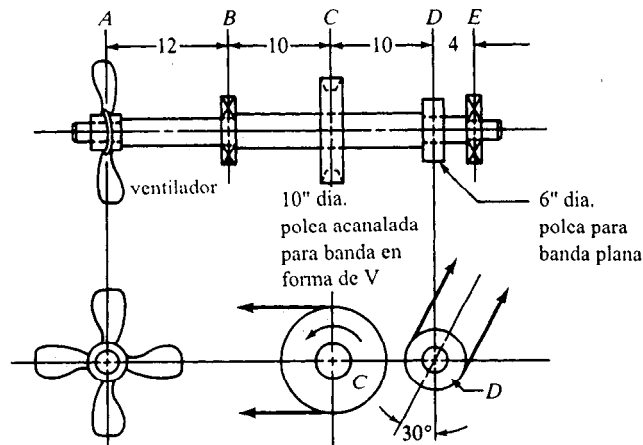 A B C D E
12 10 10 4
ventilador
10" dia.
polea acanalada
para banda en
forma de V
6" dia.
polea para
banda plana
C
D
30°